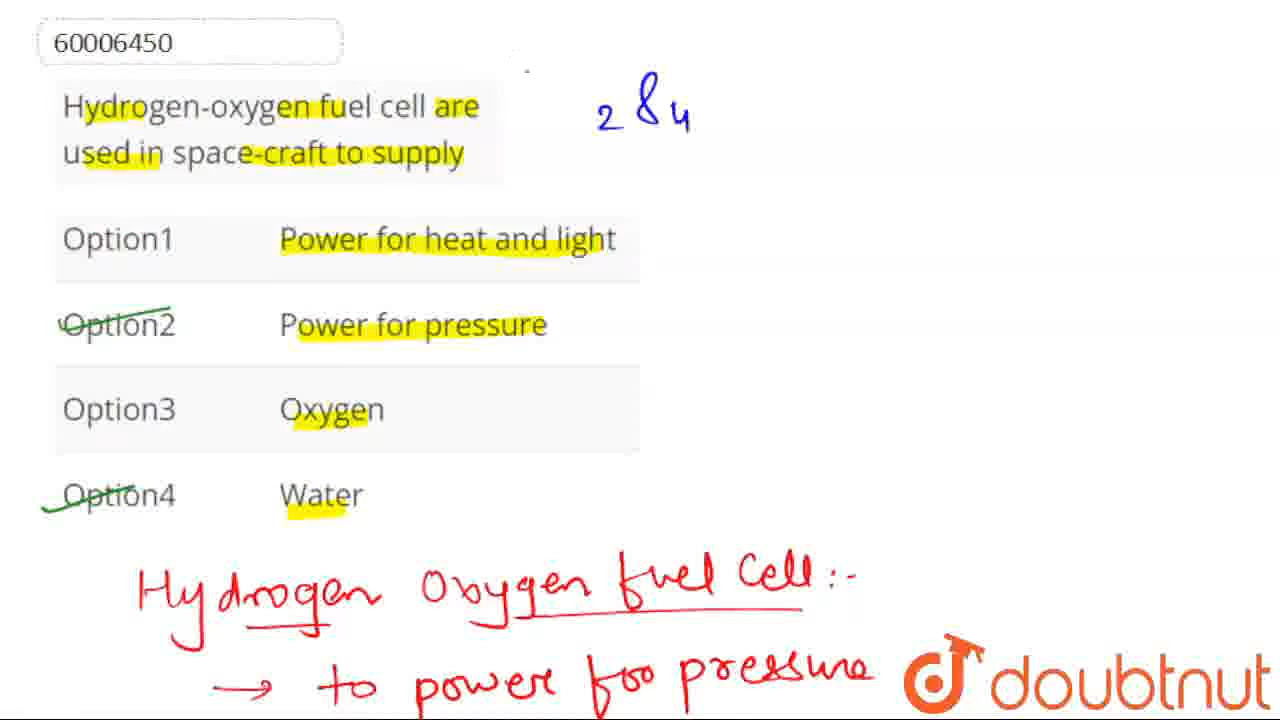 60006450
Hydrogen-oxygen fuel cell are
used in space-craft to supply
2 & 4
Option1 Power for heat and light
Option2 Power for pressure
Option3 Oxygen
Option4 Water
Hydrogen Oxygen fuel Cell:-
→ to power for pressure
doubtnut